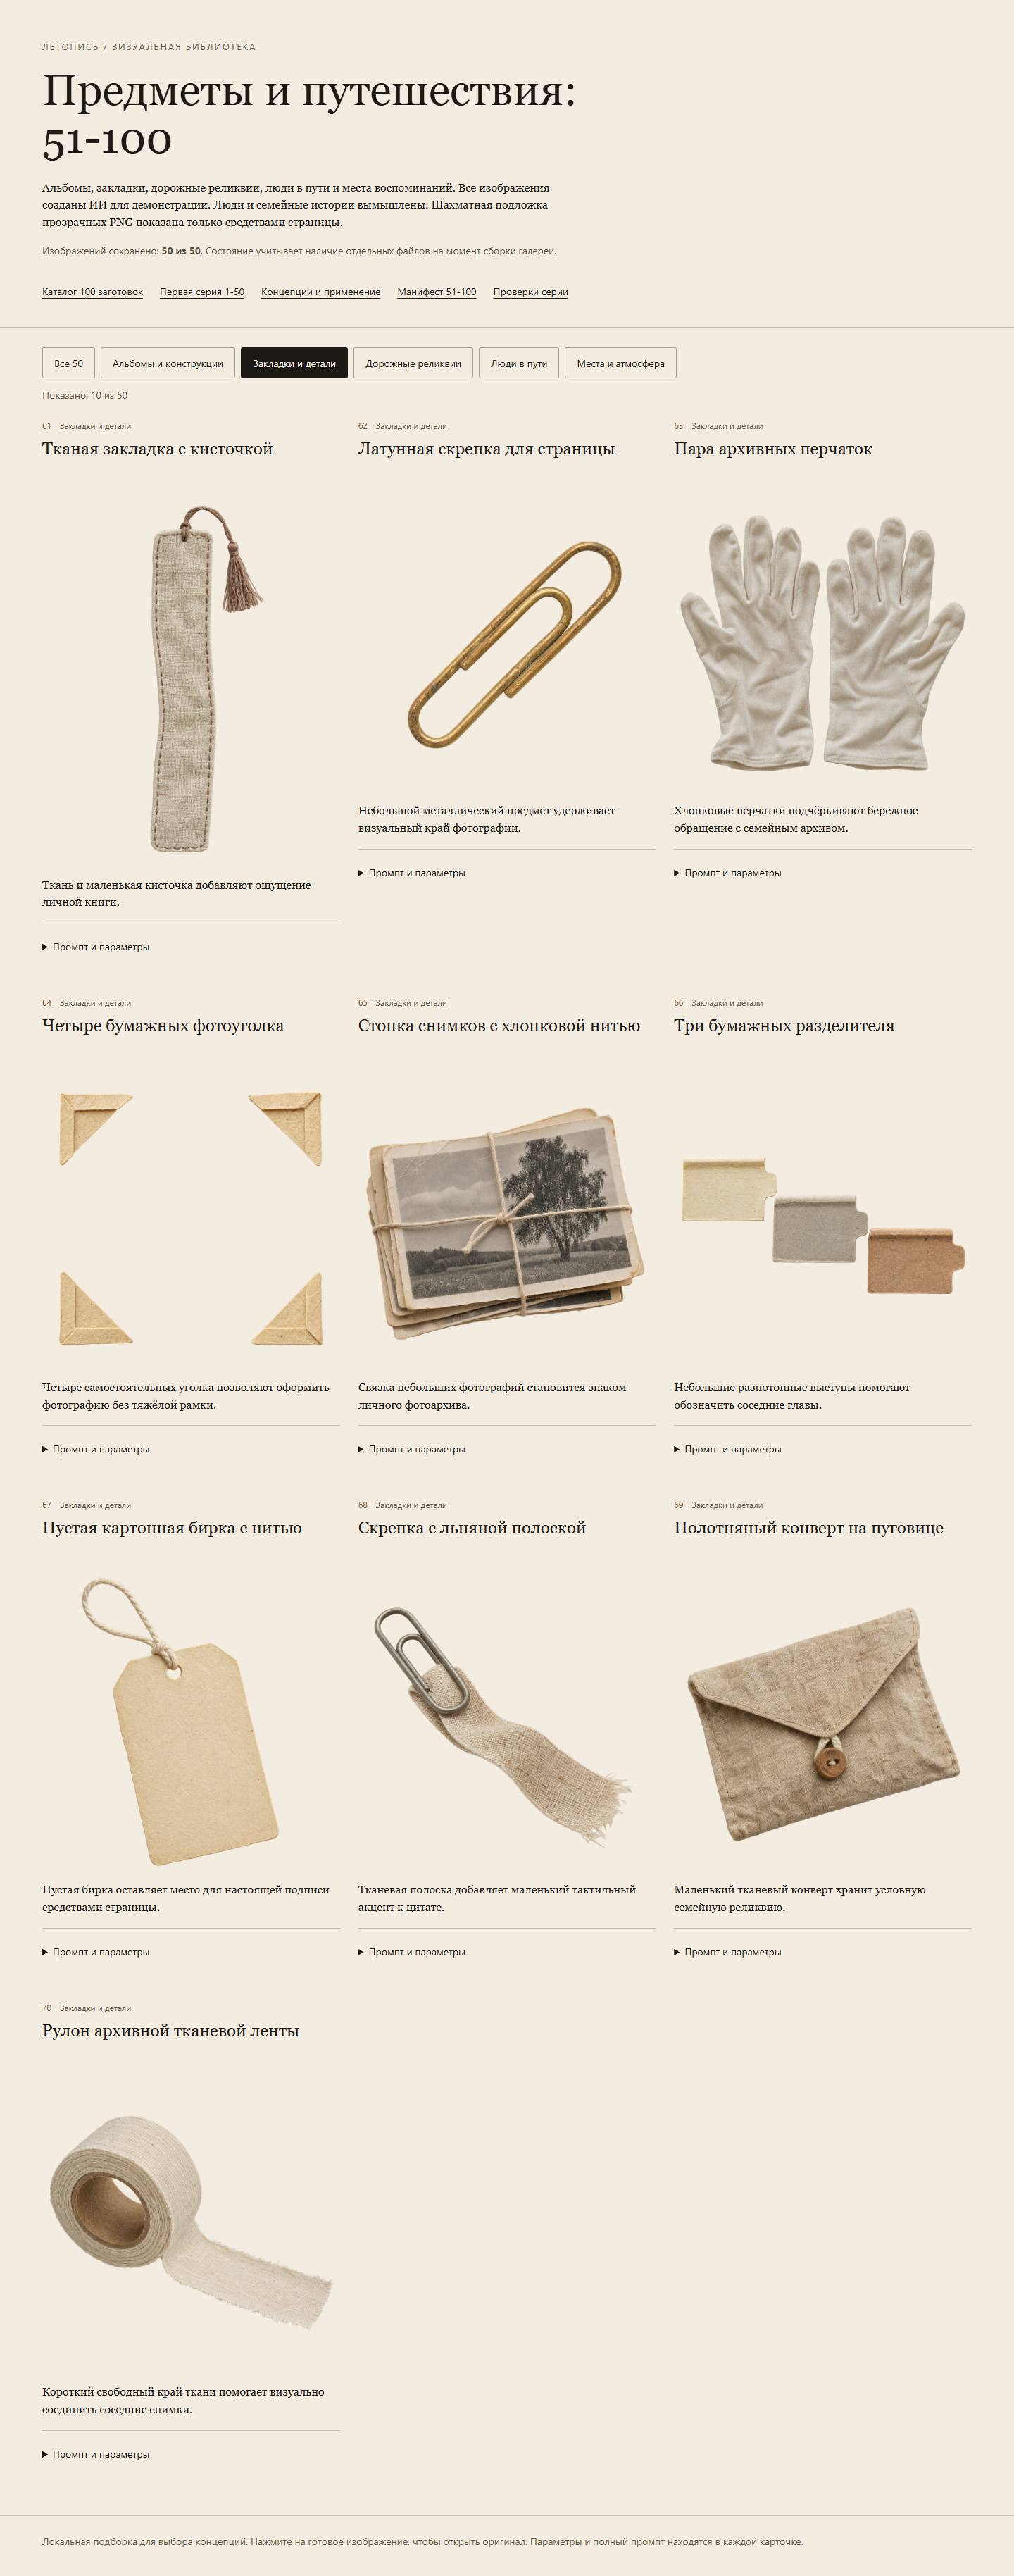 ЛЕТОПИСЬ / ВИЗУАЛЬНАЯ БИБЛИОТЕКА
Предметы и путешествия:
51-100
Альбомы, закладки, дорожные реликвии, люди в пути и места воспоминаний. Все изображения
созданы ИИ для демонстрации. Люди и семейные истории вымышлены. Шахматная подложка
прозрачных PNG показана только средствами страницы.
Изображений сохранено: 50 из 50. Состояние учитывает наличие отдельных файлов на момент сборки галереи.
Каталог 100 заготовок Первая серия 1-50 Концепции и применение Манифест 51-100 Проверки серии
Все 50 Альбомы и конструкции Закладки и детали Дорожные реликвии Люди в пути Места и атмосфера
Показано: 10 из 50
61 Закладки и детали
Тканая закладка с кисточкой
Ткань и маленькая кисточка добавляют ощущение
личной книги.
▶ Промпт и параметры
62 Закладки и детали
Латунная скрепка для страницы
Небольшой металлический предмет удерживает
визуальный край фотографии.
▶ Промпт и параметры
63 Закладки и детали
Пара архивных перчаток
Хлопковые перчатки подчёркивают бережное
обращение с семейным архивом.
▶ Промпт и параметры
64 Закладки и детали
Четыре бумажных фотоуголка
Четыре самостоятельных уголка позволяют оформить
фотографию без тяжёлой рамки.
▶ Промпт и параметры
65 Закладки и детали
Стопка снимков с хлопковой нитью
Связка небольших фотографий становится знаком
личного фотоархива.
▶ Промпт и параметры
66 Закладки и детали
Три бумажных разделителя
Небольшие разнотонные выступы помогают
обозначить соседние главы.
▶ Промпт и параметры
67 Закладки и детали
Пустая картонная бирка с нитью
Пустая бирка оставляет место для настоящей подписи
средствами страницы.
▶ Промпт и параметры
68 Закладки и детали
Скрепка с льняной полоской
Тканевая полоска добавляет маленький тактильный
акцент к цитате.
▶ Промпт и параметры
69 Закладки и детали
Полотняный конверт на пуговице
Маленький тканевый конверт хранит условную
семейную реликвию.
▶ Промпт и параметры
70 Закладки и детали
Рулон архивной тканевой ленты
Короткий свободный край ткани помогает визуально
соединить соседние снимки.
▶ Промпт и параметры
Локальная подборка для выбора концепций. Нажмите на готовое изображение, чтобы открыть оригинал. Параметры и полный промпт находятся в каждой карточке.